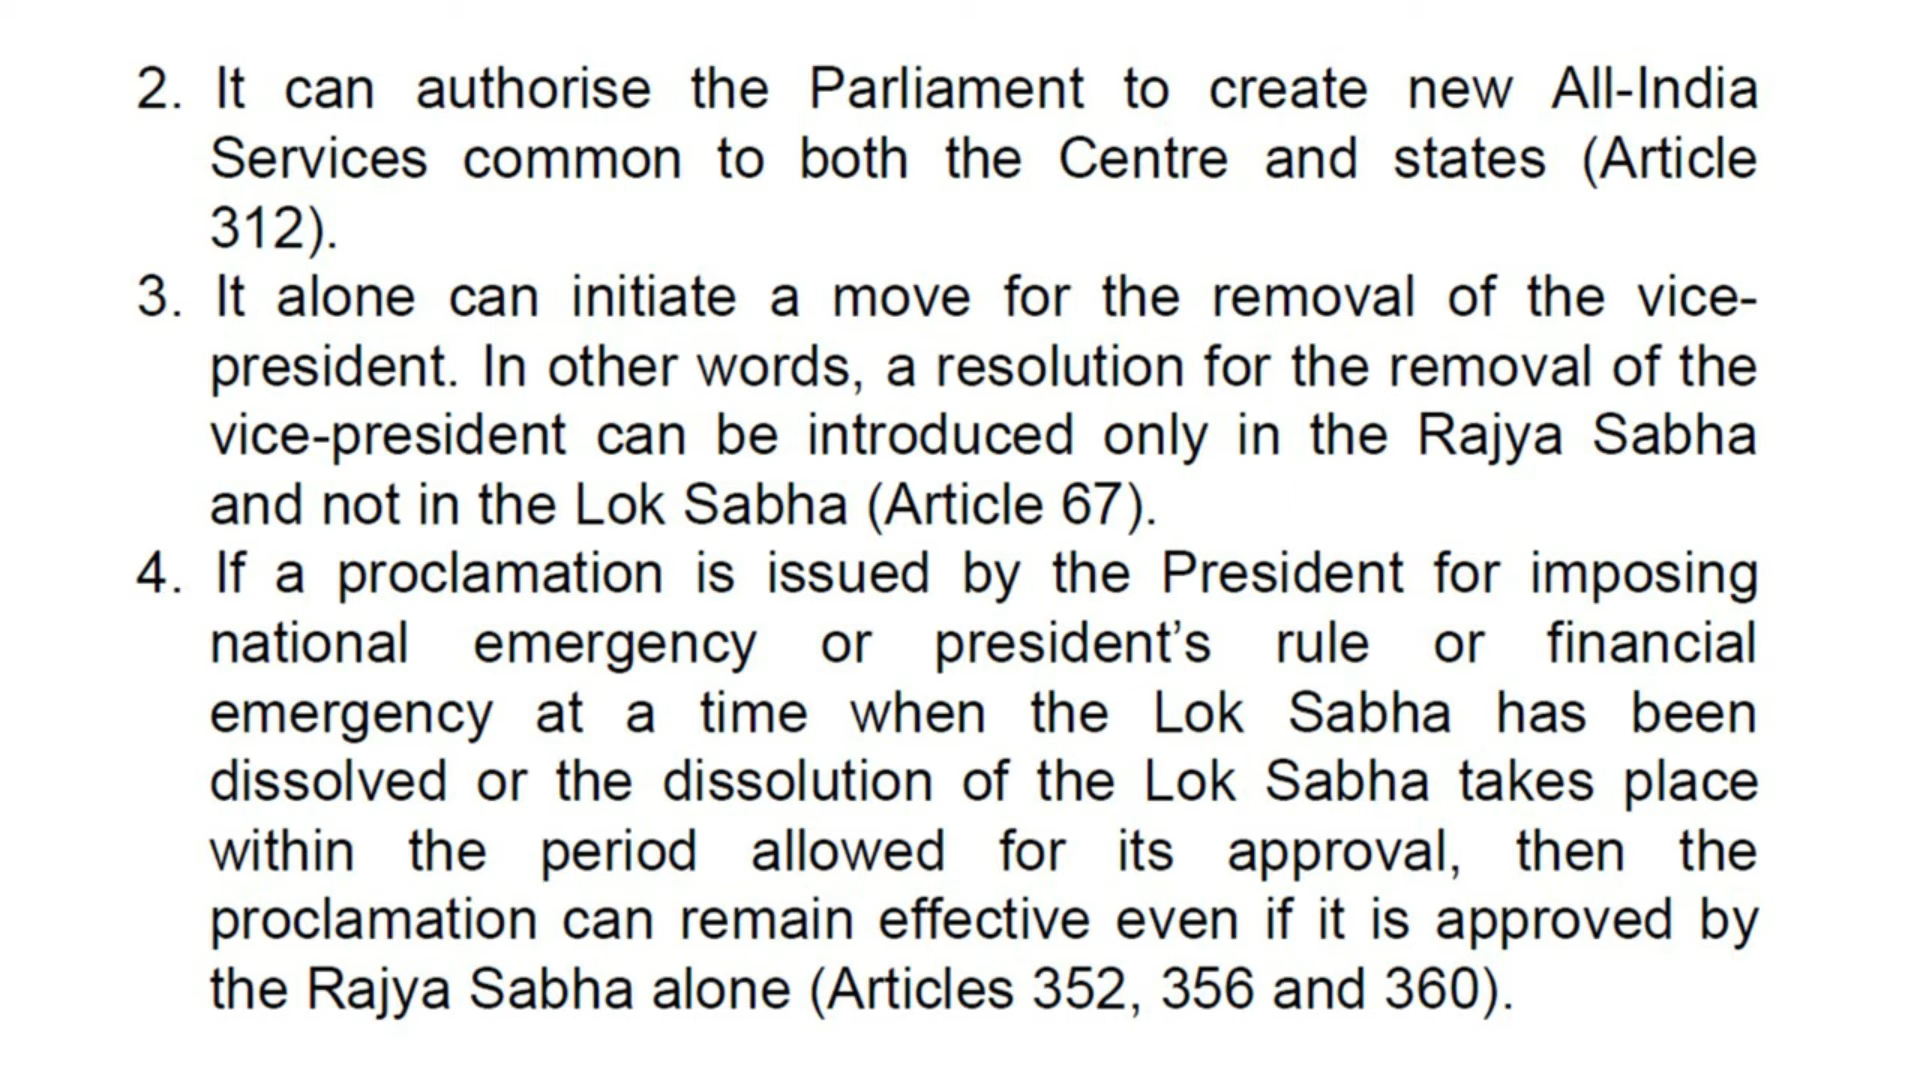 2. It can authorise the Parliament to create new All-India
Services common to both the Centre and states (Article
312).
3. It alone can initiate a move for the removal of the vice-
president. In other words, a resolution for the removal of the
vice-president can be introduced only in the Rajya Sabha
and not in the Lok Sabha (Article 67).
4. If a proclamation is issued by the President for imposing
national emergency or president’s rule or financial
emergency at a time when the Lok Sabha has been
dissolved or the dissolution of the Lok Sabha takes place
within the period allowed for its approval, then the
proclamation can remain effective even if it is approved by
the Rajya Sabha alone (Articles 352, 356 and 360).